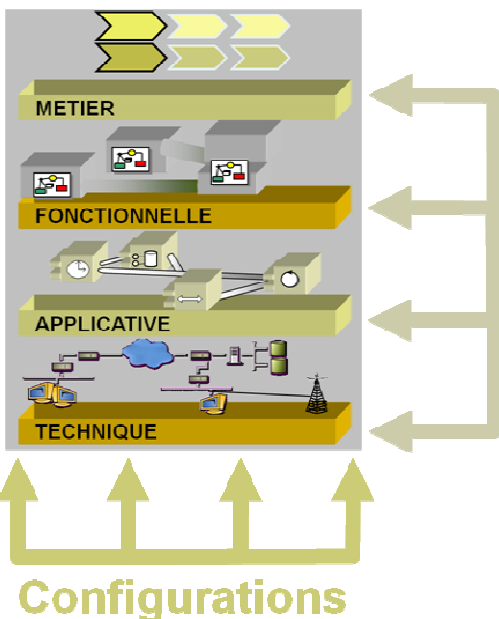 METIER
FONCTIONNELLE
APPLICATIVE
TECHNIQUE
Configurations